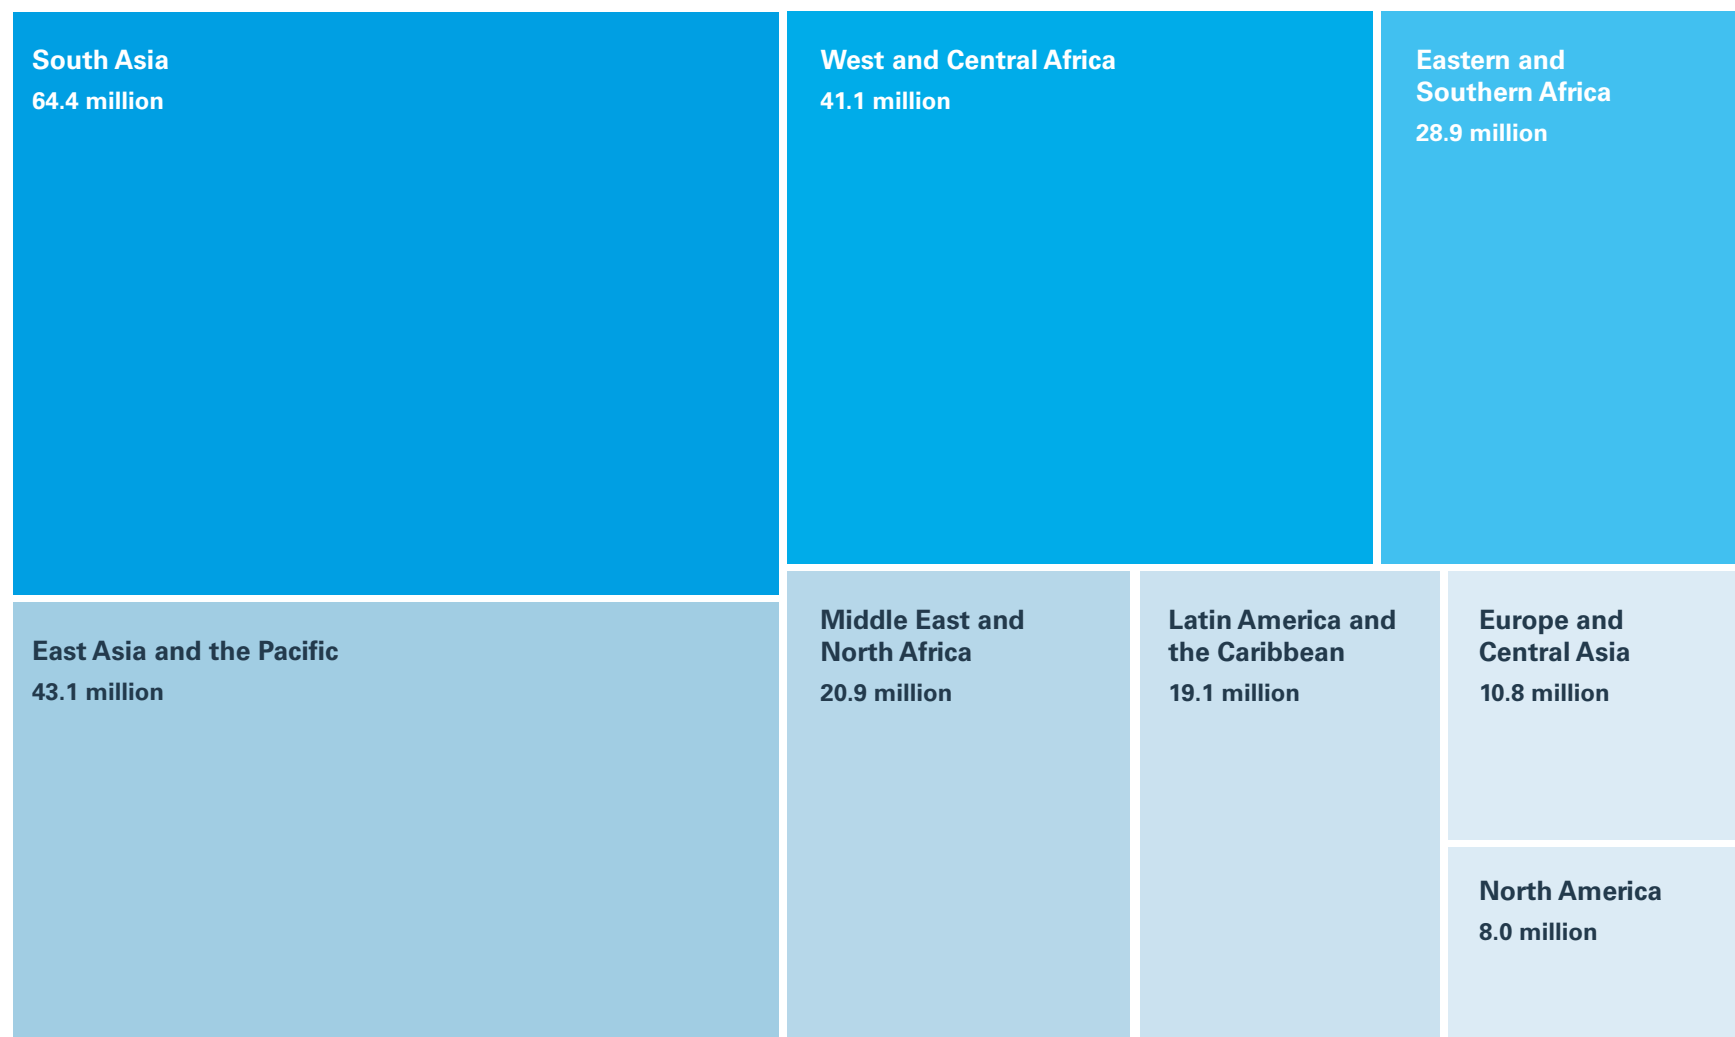 South Asia
64.4 million
West and Central Africa
41.1 million
Eastern and
Southern Africa
28.9 million
East Asia and the Pacific
43.1 million
Middle East and
North Africa
20.9 million
Latin America and
the Caribbean
19.1 million
Europe and
Central Asia
10.8 million
North America
8.0 million